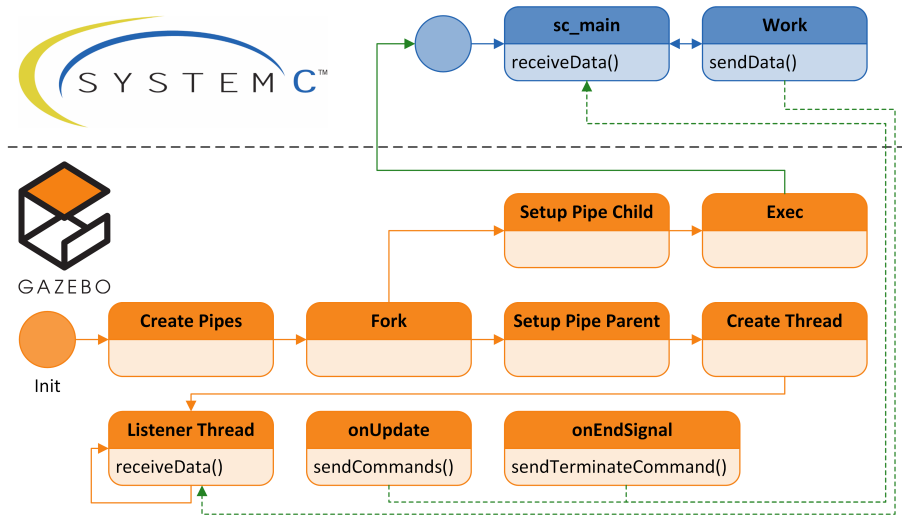 SYSTEM C™
sc_main
receiveData()
Work
sendData()
GAZEBO
Setup Pipe Child
Exec
Init
Create Pipes
Fork
Setup Pipe Parent
Create Thread
Listener Thread
receiveData()
onUpdate
sendCommands()
onEndSignal
sendTerminateCommand()